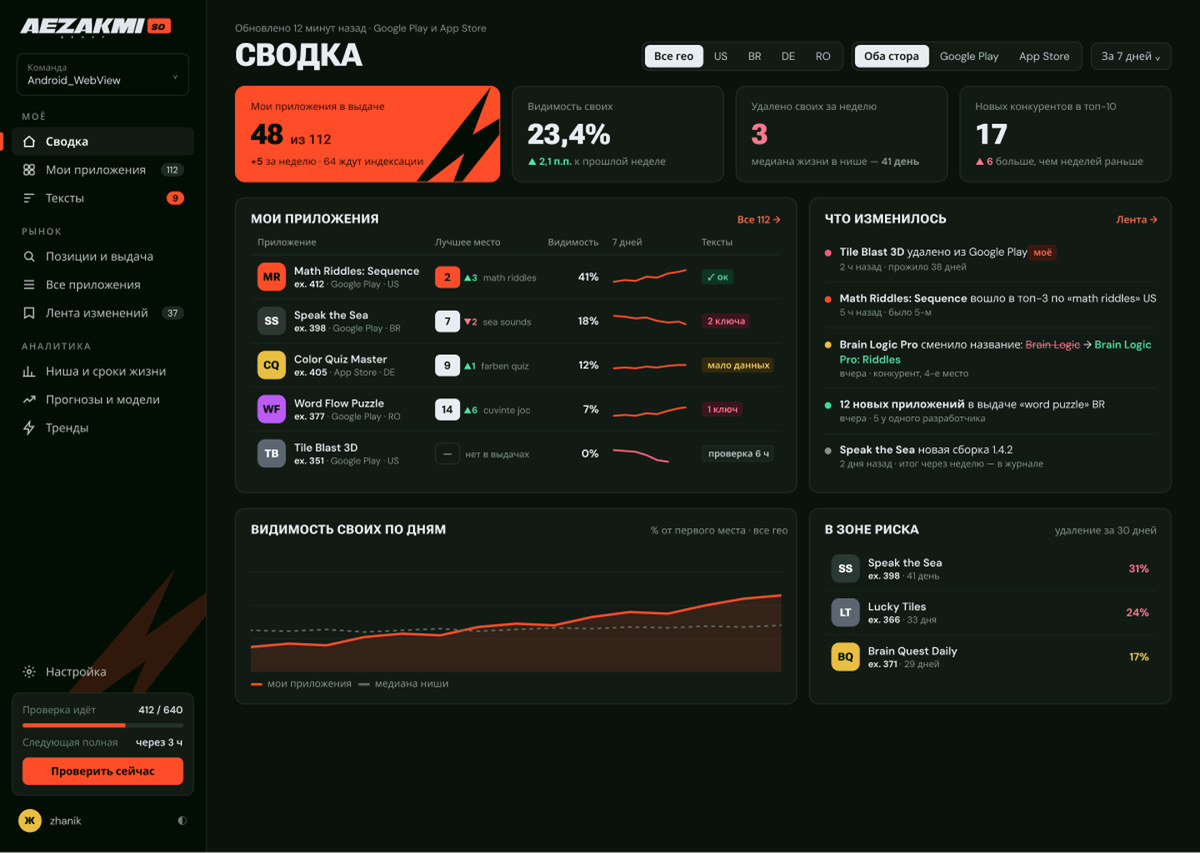 AEZAKMI SO
GROUP
Команда
Android_WebView
МОЁ
Сводка
Мои приложения 112
Тексты 9
РЫНОК
Позиции и выдача
Все приложения
Лента изменений 37
АНАЛИТИКА
Ниша и сроки жизни
Прогнозы и модели
Тренды
Настройка
Проверка идёт 412 / 640
Следующая полная через 3 ч
Проверить сейчас
Ж zhanik
Обновлено 12 минут назад · Google Play и App Store
СВОДКА
Все гео US BR DE RO
Оба стора Google Play App Store
За 7 дней
Мои приложения в выдаче
48 из 112
+5 за неделю · 64 ждут индексации
Видимость своих
23,4%
▲ 2,1 п.п. к прошлой неделе
Удалено своих за неделю
3
медиана жизни в нише — 41 день
Новых конкурентов в топ-10
17
▲ 6 больше, чем неделей раньше
МОИ ПРИЛОЖЕНИЯ Все 112 →
Приложение Лучшее место Видимость 7 дней Тексты
MR Math Riddles: Sequence 2 ▲3 math riddles 41% ✓ ок
ex. 412 · Google Play · US
SS Speak the Sea 7 ▼2 sea sounds 18% 2 ключа
ex. 398 · Google Play · BR
CQ Color Quiz Master 9 ▲1 farben quiz 12% мало данных
ex. 405 · App Store · DE
WF Word Flow Puzzle 14 ▲6 cuvinte joc 7% 1 ключ
ex. 377 · Google Play · RO
TB Tile Blast 3D — нет в выдачах 0% проверка 6 ч
ex. 351 · Google Play · US
ЧТО ИЗМЕНИЛОСЬ Лента →
Tile Blast 3D удалено из Google Play моё
2 ч назад · прожило 38 дней
Math Riddles: Sequence вошло в топ-3 по «math riddles» US
5 ч назад · было 5-м
Brain Logic Pro сменило название: Brain Logic → Brain Logic
Pro: Riddles
вчера · конкурент, 4-е место
12 новых приложений в выдаче «word puzzle» BR
вчера · 5 у одного разработчика
Speak the Sea новая сборка 1.4.2
2 дня назад · итог через неделю — в журнале
ВИДИМОСТЬ СВОИХ ПО ДНЯМ % от первого места · все гео
мои приложения медиана ниши
В ЗОНЕ РИСКА удаление за 30 дней
SS Speak the Sea 31%
ex. 398 · 41 день
LT Lucky Tiles 24%
ex. 366 · 33 дня
BQ Brain Quest Daily 17%
ex. 371 · 29 дней